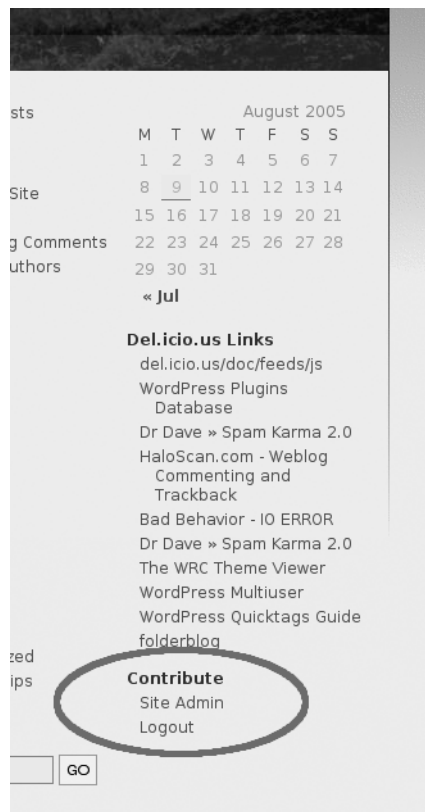 sts
August 2005
M T W T F S S
1 2 3 4 5 6 7
8 9 10 11 12 13 14
15 16 17 18 19 20 21
22 23 24 25 26 27 28
29 30 31
« Jul
Site
g Comments
uthors
Del.icio.us Links
del.icio.us/doc/feeds/js
WordPress Plugins
Database
Dr Dave » Spam Karma 2.0
HaloScan.com - Weblog
Commenting and
Trackback
Bad Behavior - IO ERROR
Dr Dave » Spam Karma 2.0
The WRC Theme Viewer
WordPress Multiuser
WordPress Quicktags Guide
folderblog
zed
ips
Contribute
Site Admin
Logout
GO